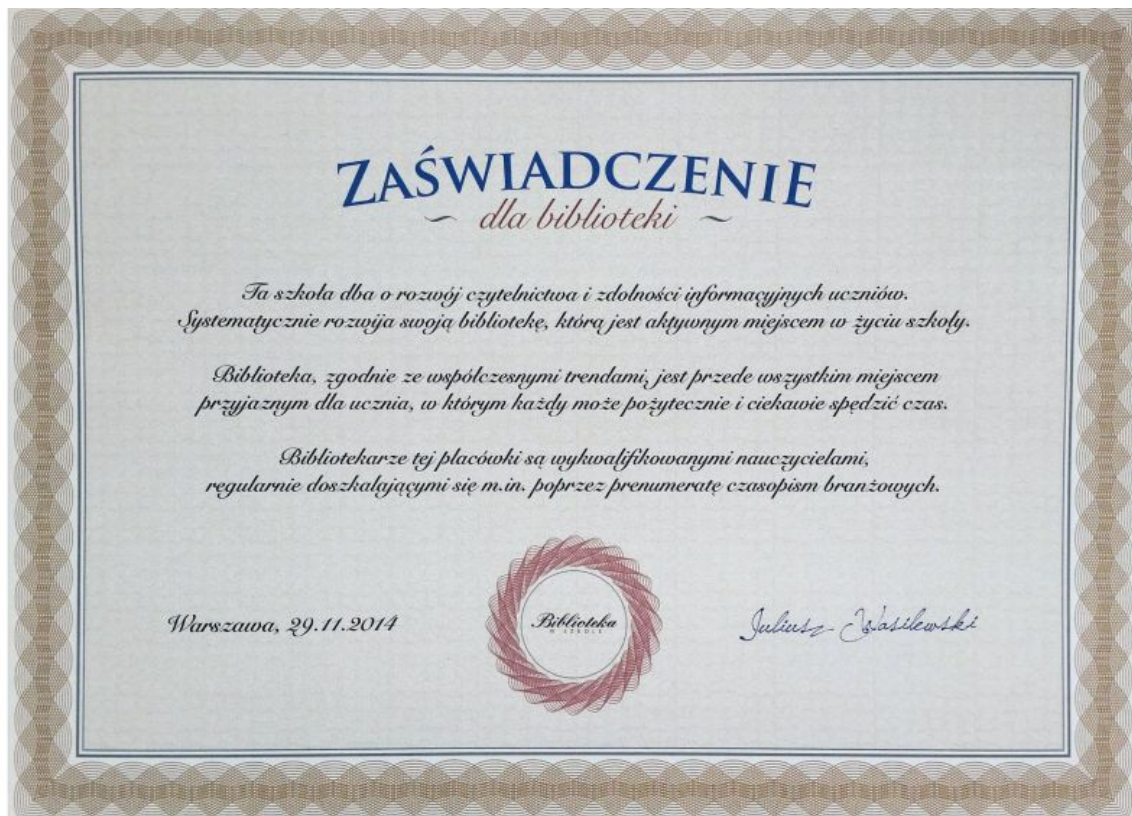 ZAŚWIADCZENIE
~ dla biblioteki ~
Ta szkoła dba o rozwój czytelnictwa i zdolności informacyjnych uczniów.
Systematycznie rozwija swoją bibliotekę, która jest aktywnym miejscem w życiu szkoły.
Biblioteka, zgodnie ze współczesnymi trendami, jest przede wszystkim miejscem
przyjaznym dla ucznia, w którym każdy może pożytecznie i ciekawie spędzić czas.
Bibliotekarze tej placówki są wykwalifikowanymi nauczycielami,
regularnie doszkalającymi się m.in. poprzez prenumeratę czasopism branżowych.
Warszawa, 29.11.2014
Biblioteka
W SZKOLE
Juliusz Wasilewski